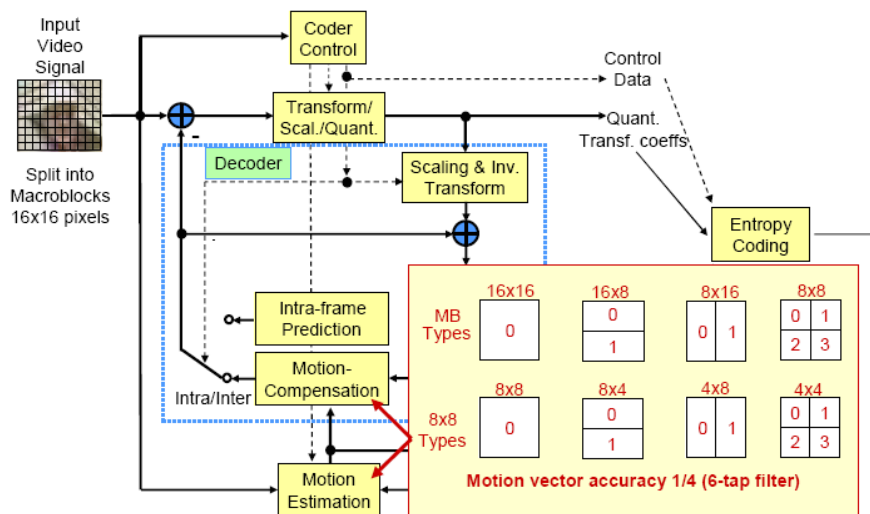 Input
Video
Signal
Split into
Macroblocks
16x16 pixels
Coder
Control
Transform/
Scal./Quant.
-
Control
Data
Quant.
Transf. coeffs
Decoder
Scaling & Inv.
Transform
Entropy
Coding
Intra-frame
Prediction
Motion-
Compensation
Intra/Inter
Motion
Estimation
16x16 16x8 8x16 8x8
MB
Types
0
0
1
0 1
0 1
2 3
8x8 8x4 4x8 4x4
8x8
Types
0
0
1
0 1
0 1
2 3
Motion vector accuracy 1/4 (6-tap filter)